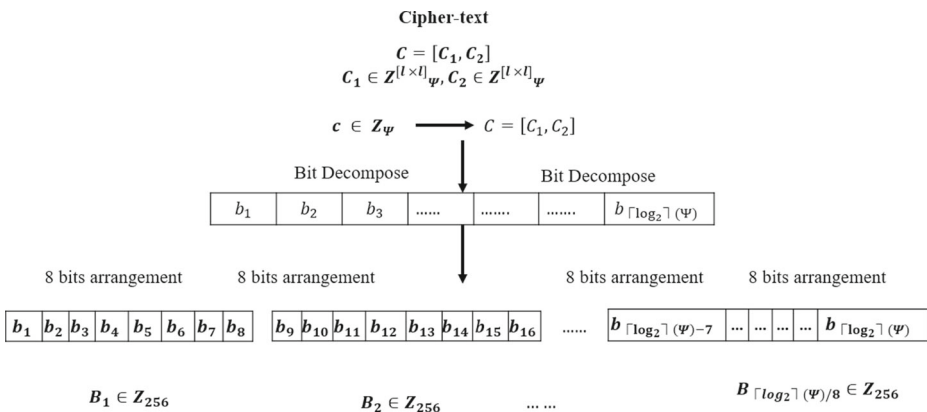 Cipher-text
C = [C₁, C₂]
C₁ ∈ Z^[l×l]_Ψ, C₂ ∈ Z^[l×l]_Ψ
c ∈ Z_Ψ C = [C₁, C₂]
Bit Decompose Bit Decompose
b₁ b₂ b₃ ...... ....... ....... b_⌈log₂⌉(Ψ)
8 bits arrangement 8 bits arrangement 8 bits arrangement 8 bits arrangement
b₁ b₂ b₃ b₄ b₅ b₆ b₇ b₈ b₉ b₁₀ b₁₁ b₁₂ b₁₃ b₁₄ b₁₅ b₁₆ ...... b_⌈log₂⌉(Ψ)−7 ... ... ... ... b_⌈log₂⌉(Ψ)
B₁ ∈ Z₂₅₆ B₂ ∈ Z₂₅₆ ... ... B_⌈log₂⌉(Ψ)/8 ∈ Z₂₅₆